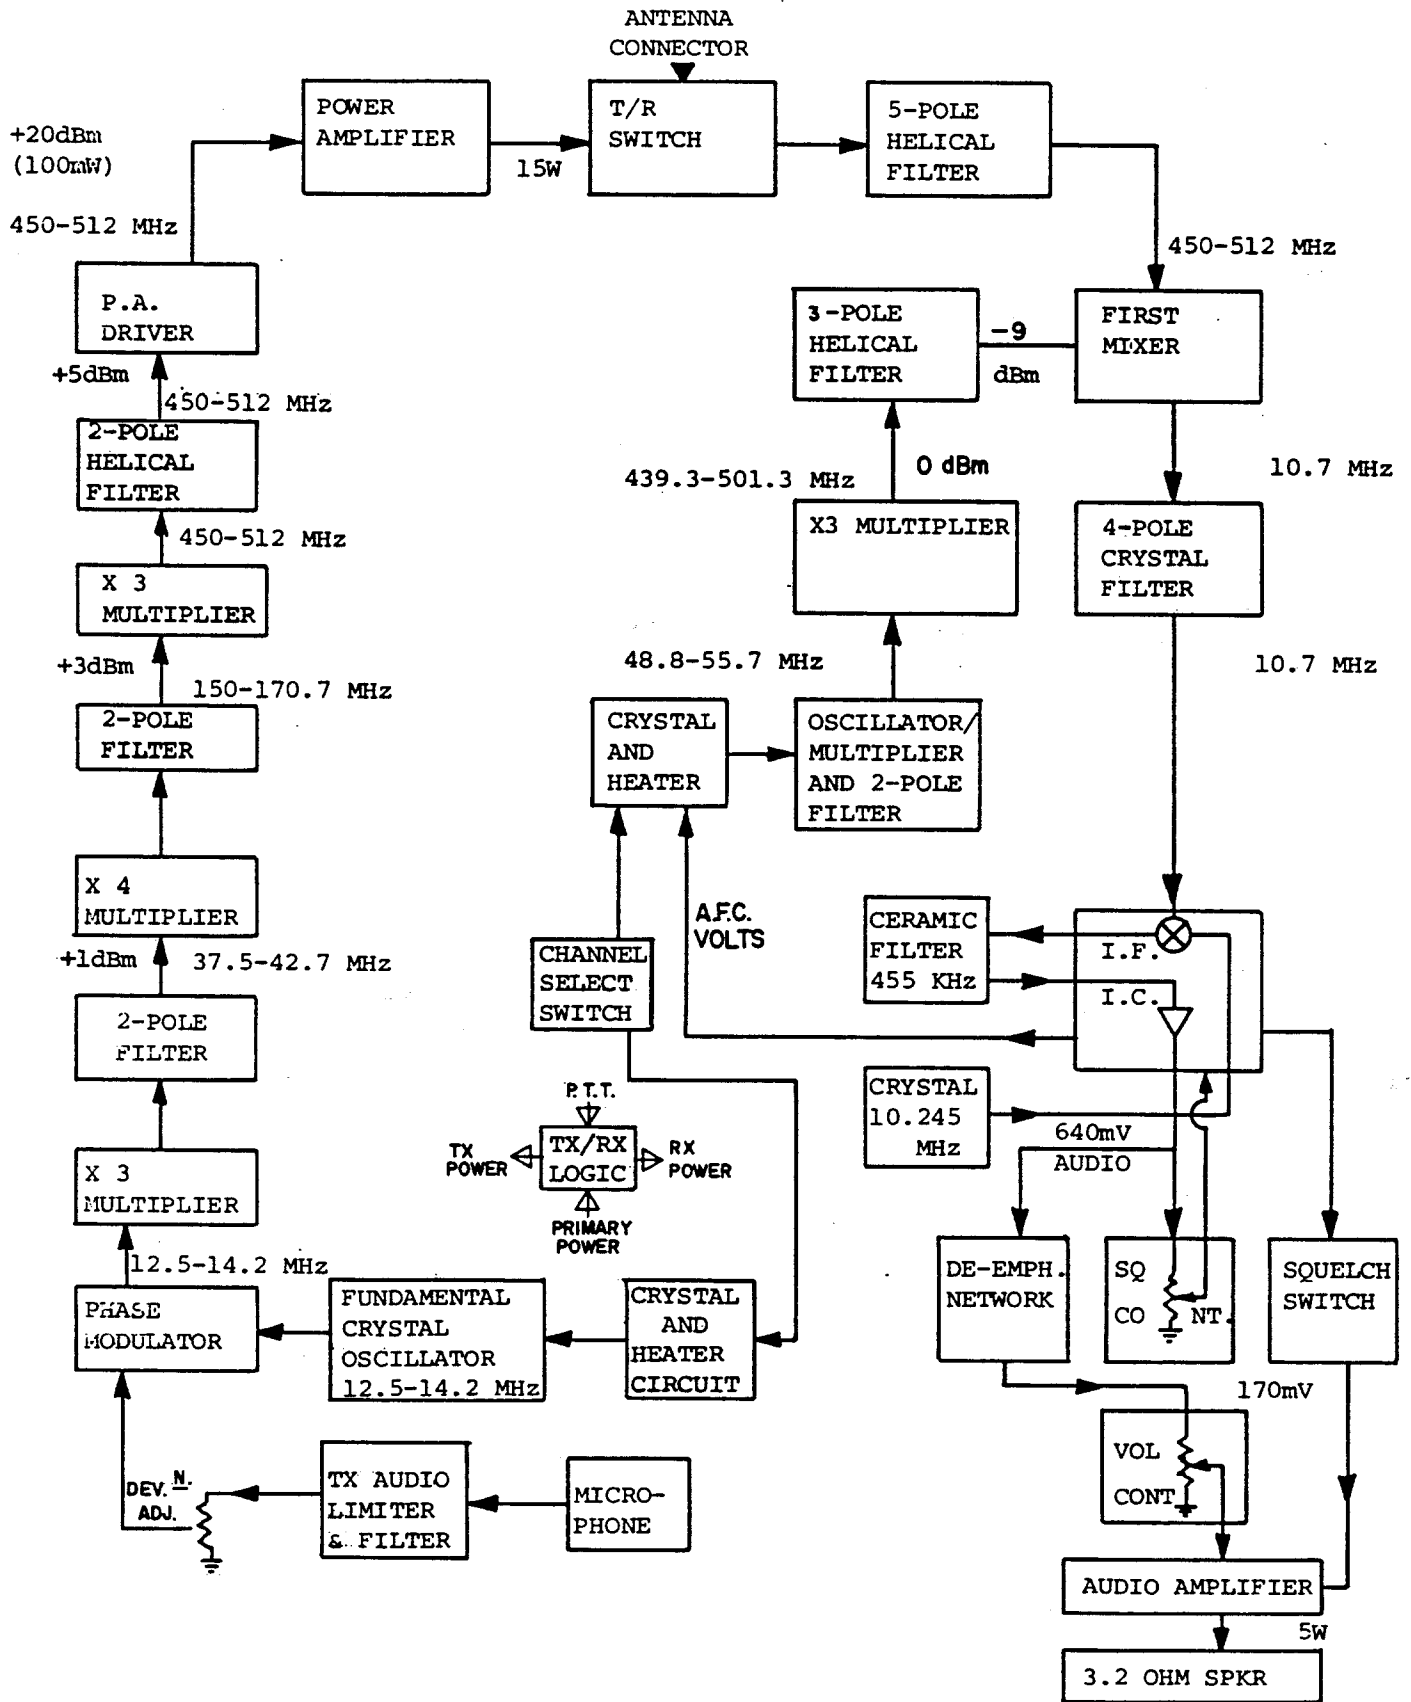 ANTENNA
CONNECTOR
POWER
AMPLIFIER
T/R
SWITCH
5-POLE
HELICAL
FILTER
+20dBm
(100mW)
15W
450-512 MHz
450-512 MHz
P.A.
DRIVER
3-POLE
HELICAL
FILTER
-9
dBm
FIRST
MIXER
+5dBm
450-512 MHz
2-POLE
HELICAL
FILTER
439.3-501.3 MHz
0 dBm
10.7 MHz
450-512 MHz
X3 MULTIPLIER
4-POLE
CRYSTAL
FILTER
X 3
MULTIPLIER
+3dBm
150-170.7 MHz
48.8-55.7 MHz
10.7 MHz
2-POLE
FILTER
CRYSTAL
AND
HEATER
OSCILLATOR/
MULTIPLIER
AND 2-POLE
FILTER
X 4
MULTIPLIER
A.F.C.
VOLTS
CERAMIC
FILTER
455 KHz
I.F.
I.C.
+1dBm
37.5-42.7 MHz
CHANNEL
SELECT
SWITCH
2-POLE
FILTER
P.T.T.
TX
POWER
TX/RX
LOGIC
RX
POWER
PRIMARY
POWER
CRYSTAL
10.245
MHz
640mV
AUDIO
X 3
MULTIPLIER
12.5-14.2 MHz
DE-EMPH.
NETWORK
SQ
CO NT.
SQUELCH
SWITCH
PHASE
MODULATOR
FUNDAMENTAL
CRYSTAL
OSCILLATOR
12.5-14.2 MHz
CRYSTAL
AND
HEATER
CIRCUIT
170mV
VOL
CONT
DEV. N.
ADJ.
TX AUDIO
LIMITER
& FILTER
MICRO-
PHONE
AUDIO AMPLIFIER
5W
3.2 OHM SPKR